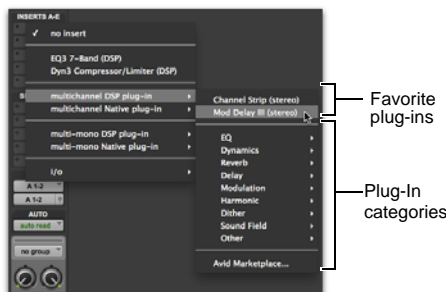 INSERTS A-E
✓ no insert
EQ3 7-Band (DSP)
Dyn3 Compressor/Limiter (DSP)
multichannel DSP plug-in
multichannel Native plug-in
multi-mono DSP plug-in
multi-mono Native plug-in
i/o
Channel Strip (stereo)
Mod Delay III (stereo)
EQ
Dynamics
Reverb
Delay
Modulation
Harmonic
Dither
Sound Field
Other
Avid Marketplace...
Favorite
plug-ins
Plug-In
categories
S
A 1-2
A 1-2
AUTO
auto read
no group